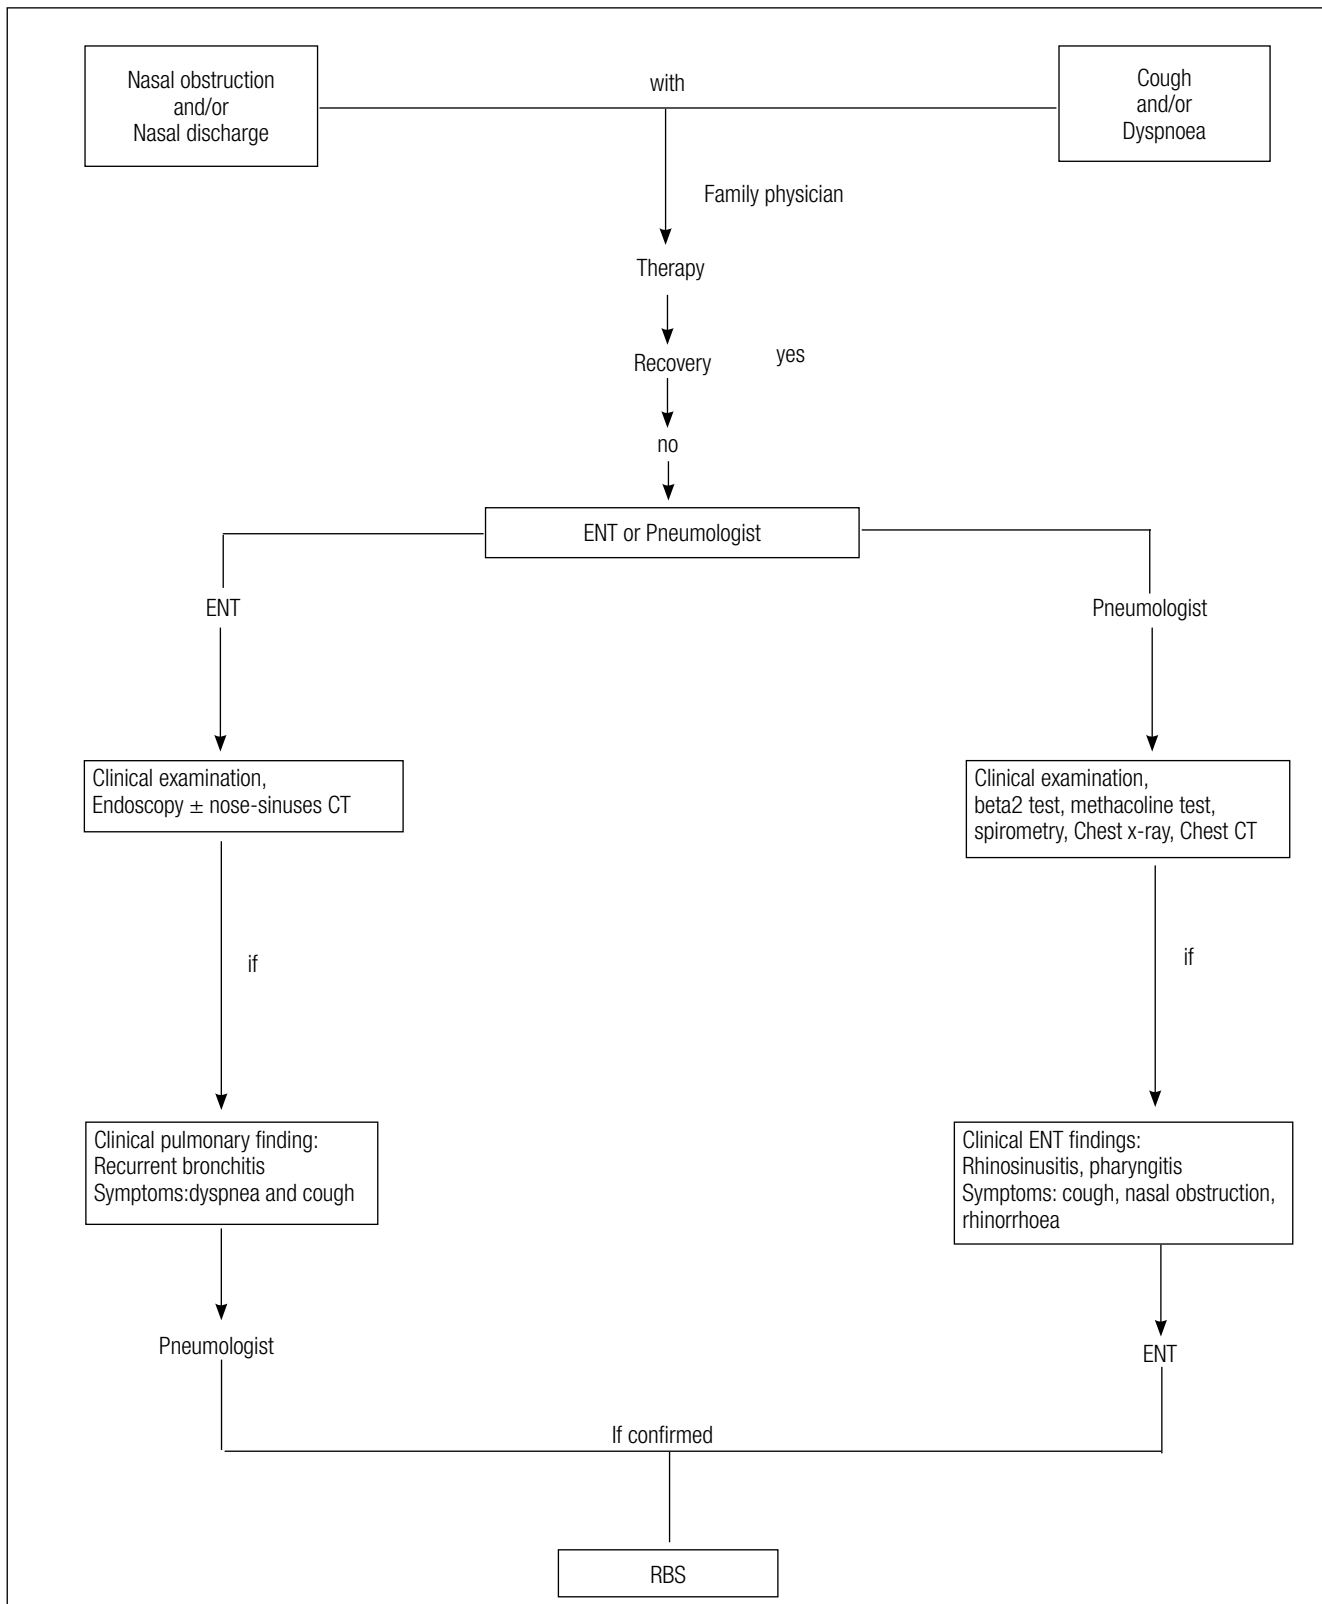 Nasal obstruction
and/or
Nasal discharge
with
Cough
and/or
Dyspnoea
Family physician
Therapy
Recovery
yes
no
ENT or Pneumologist
ENT
Pneumologist
Clinical examination,
Endoscopy ± nose-sinuses CT
Clinical examination,
beta2 test, methacoline test,
spirometry, Chest x-ray, Chest CT
if
if
Clinical pulmonary finding:
Recurrent bronchitis
Symptoms:dyspnea and cough
Clinical ENT findings:
Rhinosinusitis, pharyngitis
Symptoms: cough, nasal obstruction,
rhinorrhoea
Pneumologist
ENT
If confirmed
RBS